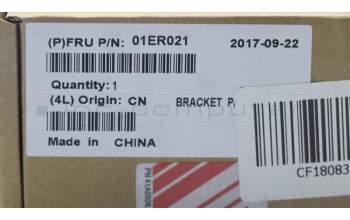 (P)FRU P/N: 01ER021 2017-09-22
Quantity: 1
(4L) Origin: CN BRACKET
Made in CHINA
CF18083